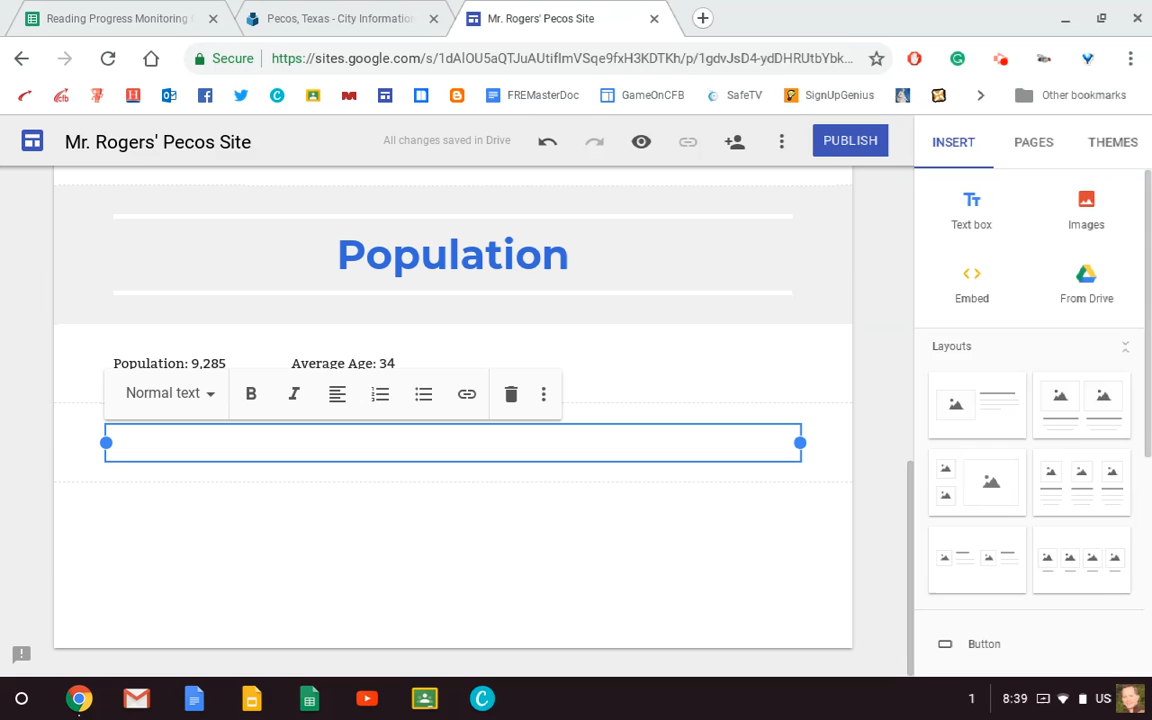 Reading Progress Monitoring
Pecos, Texas - City Information
Mr. Rogers' Pecos Site
Secure
https://sites.google.com/s/1dAlOU5aQTJuAUtifImVSqe9fxH3KDTKh/p/1gdvJsD4-ydDHRUtbYbk...
FREMasterDoc
GameOnCFB
SafeTV
SignUpGenius
Other bookmarks
Mr. Rogers' Pecos Site
All changes saved in Drive
PUBLISH
INSERT
PAGES
THEMES
Tt
Text box
Images
Embed
From Drive
Layouts
Button
Population
Population: 9,285
Average Age: 34
Normal text
B
I
1
8:39
US